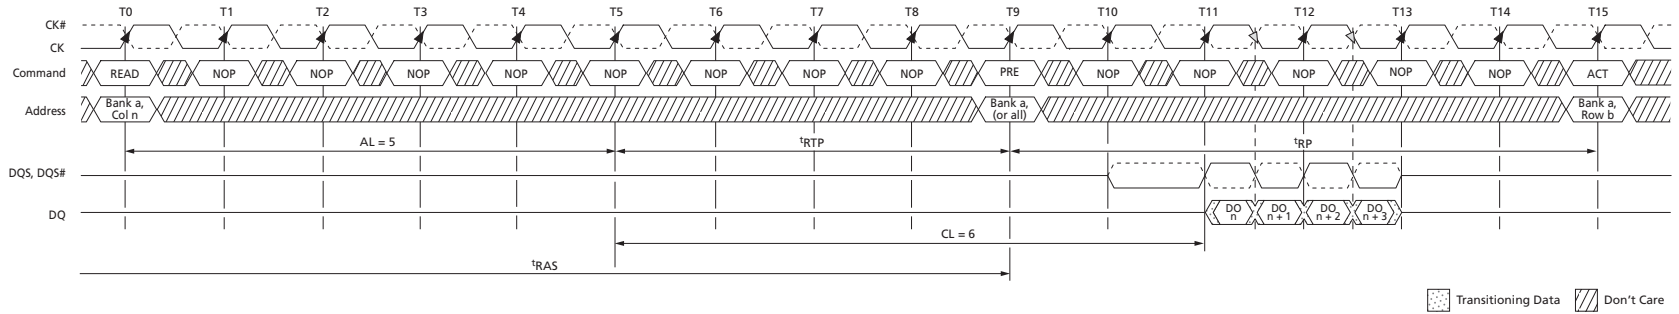 T0 T1 T2 T3 T4 T5 T6 T7 T8 T9 T10 T11 T12 T13 T14 T15
CK#
CK
Command READ NOP NOP NOP NOP NOP NOP NOP NOP PRE NOP NOP NOP NOP NOP ACT
Address Bank a, Bank a, Bank a,
Col n (or all) Row b
AL = 5 tRTP tRP
DQS, DQS#
DQ DO DO DO DO
n n + 1 n + 2 n + 3
CL = 6
tRAS
Transitioning Data Don't Care